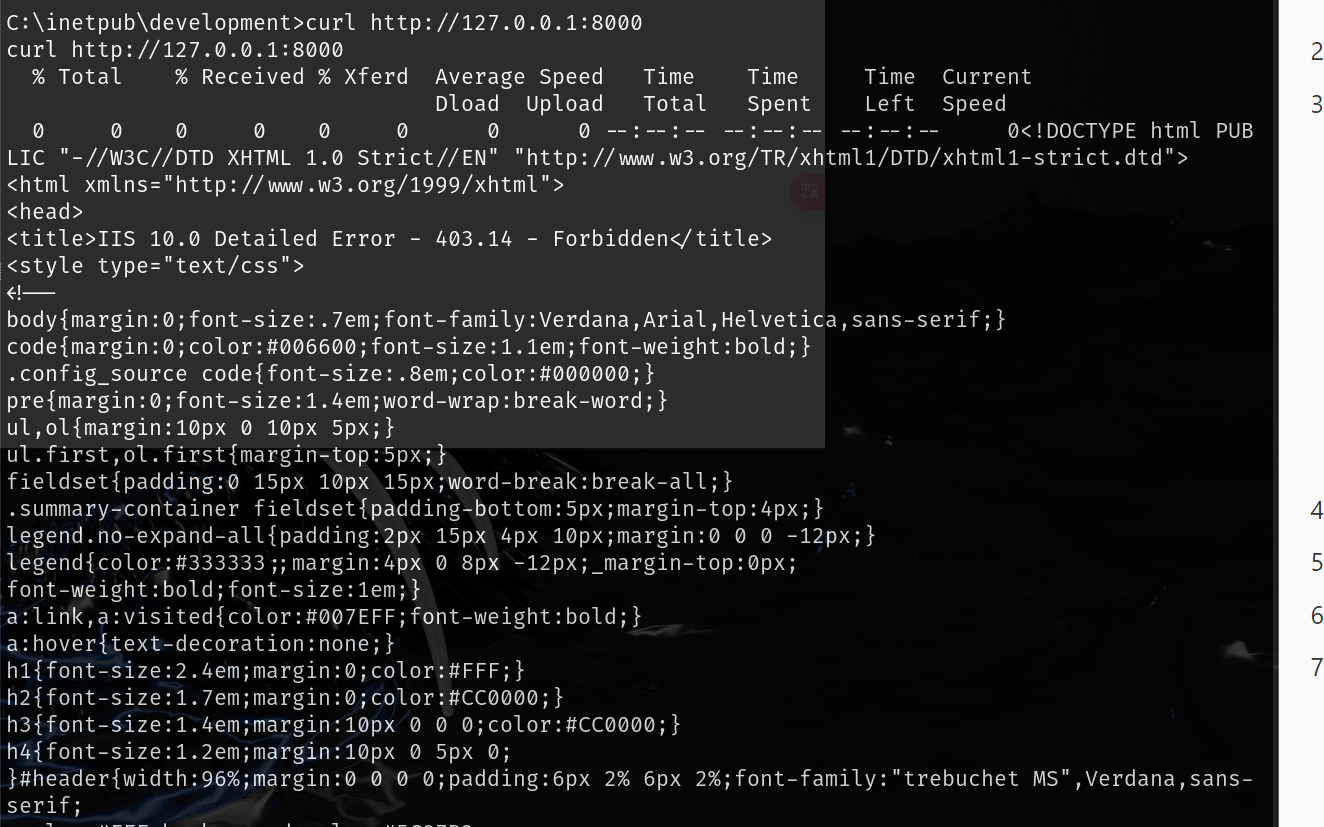 C:\inetpub\development>curl http://127.0.0.1:8000
curl http://127.0.0.1:8000
  % Total    % Received % Xferd  Average Speed   Time    Time     Time  Current
                                 Dload  Upload   Total   Spent    Left  Speed
  0     0    0     0    0     0      0      0 --:--:-- --:--:-- --:--:--     0<!DOCTYPE html PUB
LIC "-//W3C//DTD XHTML 1.0 Strict//EN" "http://www.w3.org/TR/xhtml1/DTD/xhtml1-strict.dtd">
<html xmlns="http://www.w3.org/1999/xhtml">
<head>
<title>IIS 10.0 Detailed Error - 403.14 - Forbidden</title>
<style type="text/css">
<!--
body{margin:0;font-size:.7em;font-family:Verdana,Arial,Helvetica,sans-serif;}
code{margin:0;color:#006600;font-size:1.1em;font-weight:bold;}
.config_source code{font-size:.8em;color:#000000;}
pre{margin:0;font-size:1.4em;word-wrap:break-word;}
ul,ol{margin:10px 0 10px 5px;}
ul.first,ol.first{margin-top:5px;}
fieldset{padding:0 15px 10px 15px;word-break:break-all;}
.summary-container fieldset{padding-bottom:5px;margin-top:4px;}
legend.no-expand-all{padding:2px 15px 4px 10px;margin:0 0 0 -12px;}
legend{color:#333333;;margin:4px 0 8px -12px;_margin-top:0px;
font-weight:bold;font-size:1em;}
a:link,a:visited{color:#007EFF;font-weight:bold;}
a:hover{text-decoration:none;}
h1{font-size:2.4em;margin:0;color:#FFF;}
h2{font-size:1.7em;margin:0;color:#CC0000;}
h3{font-size:1.4em;margin:10px 0 0 0;color:#CC0000;}
h4{font-size:1.2em;margin:10px 0 5px 0;
}#header{width:96%;margin:0 0 0 0;padding:6px 2% 6px 2%;font-family:"trebuchet MS",Verdana,sans-
serif;
2
3
4
5
6
7